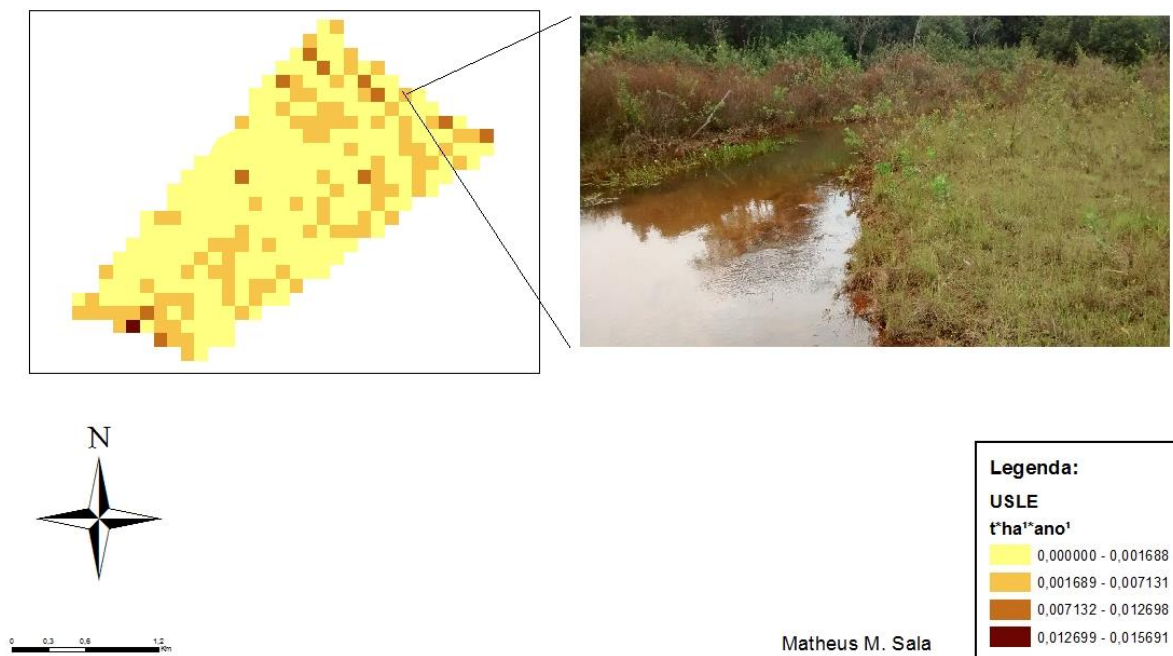 N
0 0,3 0,6 1,2
Km
Matheus M. Sala
Legenda:
USLE
t*ha¹*ano¹
0,000000 - 0,001688
0,001689 - 0,007131
0,007132 - 0,012698
0,012699 - 0,015691